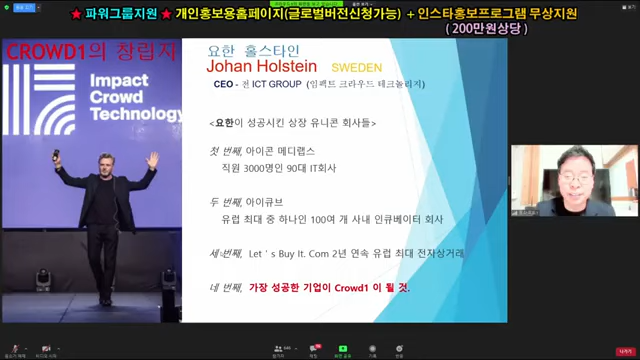 ★ 파워그룹지원 ★ 개인홍보용홈페이지(글로벌버전신청가능) + 인스타홍보프로그램 무상지원
( 200만원상당 )
CROWD1의 창립자
Impact
Crowd
Technology
요한 홀스타인
Johan Holstein SWEDEN
CEO - 전 ICT GROUP (임팩트 크라우드 테크놀리지)
<요한이 성공시킨 상장 유니콘 회사들>
첫 번째, 아이콘 메디랩스
직원 3000명인 90대 IT회사
두 번째, 아이큐브
유럽 최대 중 하나인 100여 개 사내 인큐베이터 회사
세 번째, Let's Buy It. Com 2년 연속 유럽 최대 전자상거래
네 번째, 가장 성공한 기업이 Crowd1 이 될 것.
나가기